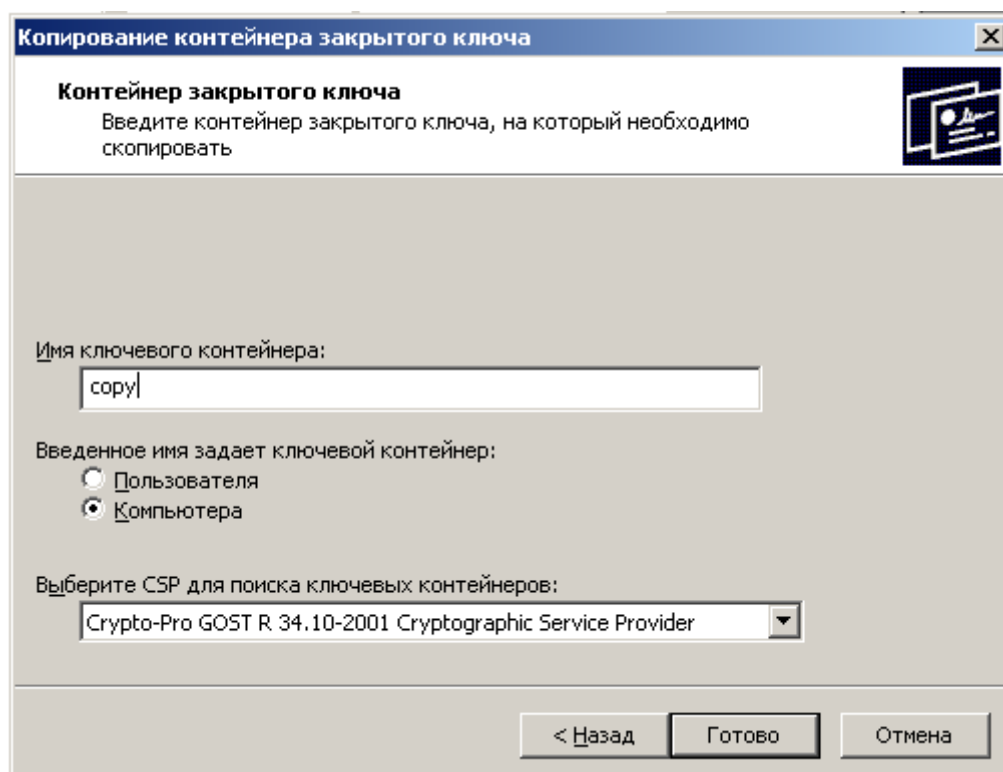 Копирование контейнера закрытого ключа
Контейнер закрытого ключа
Введите контейнер закрытого ключа, на который необходимо
скопировать
Имя ключевого контейнера:
copy
Введенное имя задает ключевой контейнер:
Пользователя
Компьютера
Выберите CSP для поиска ключевых контейнеров:
Crypto-Pro GOST R 34.10-2001 Cryptographic Service Provider
< Назад Готово Отмена